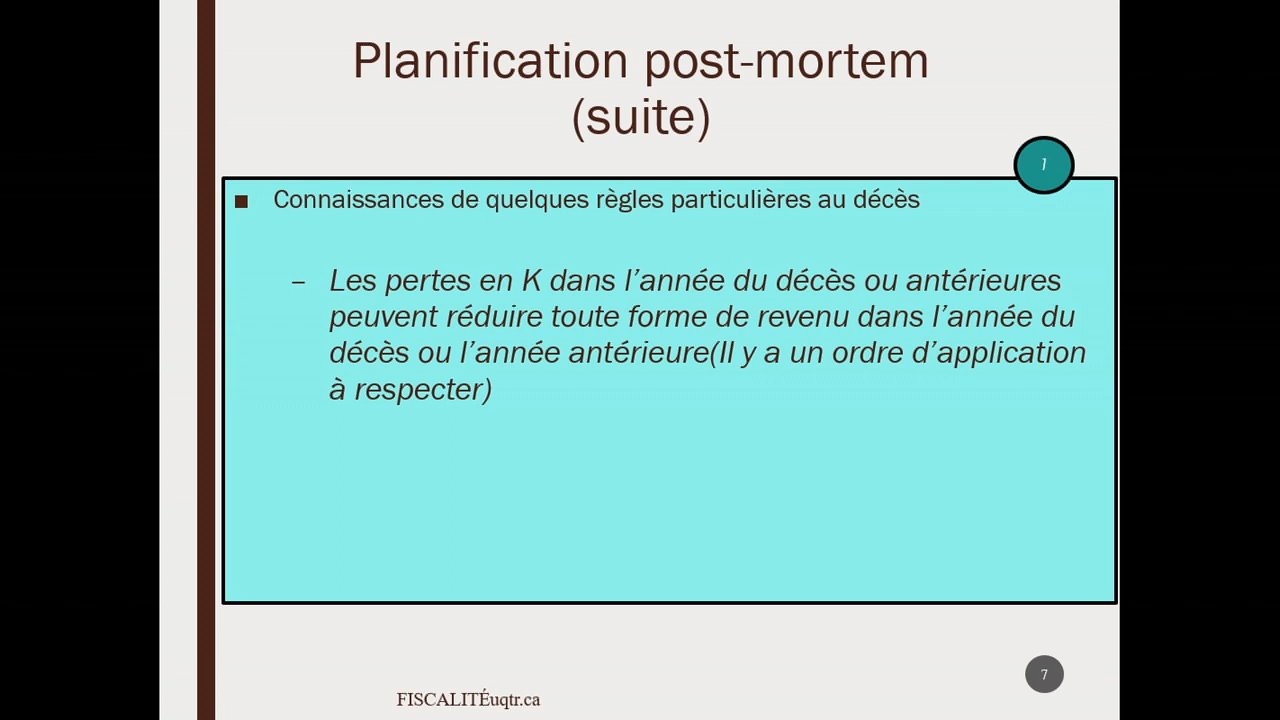 Planification post-mortem
(suite)
1
Connaissances de quelques règles particulières au décès
– Les pertes en K dans l’année du décès ou antérieures
peuvent réduire toute forme de revenu dans l’année du
décès ou l’année antérieure(Il y a un ordre d’application
à respecter)
7
FISCALITÉuqtr.ca